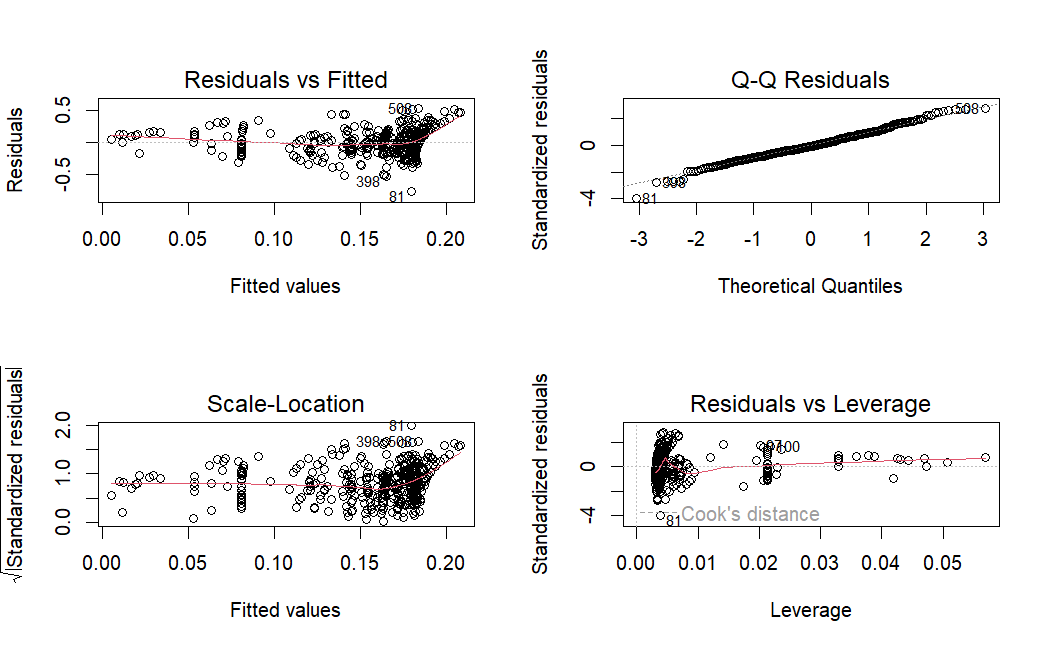 Residuals vs Fitted
Residuals
0.5
-0.5
508
398
81
0.00 0.05 0.10 0.15 0.20
Fitted values
Q-Q Residuals
Standardized residuals
0
-4
508
398
81
-3 -2 -1 0 1 2 3
Theoretical Quantiles
Scale-Location
√|Standardized residuals|
2.0
1.0
0.0
81
398 508
0.00 0.05 0.10 0.15 0.20
Fitted values
Residuals vs Leverage
Standardized residuals
0
-4
81
Cook's distance
0.00 0.01 0.02 0.03 0.04 0.05
Leverage